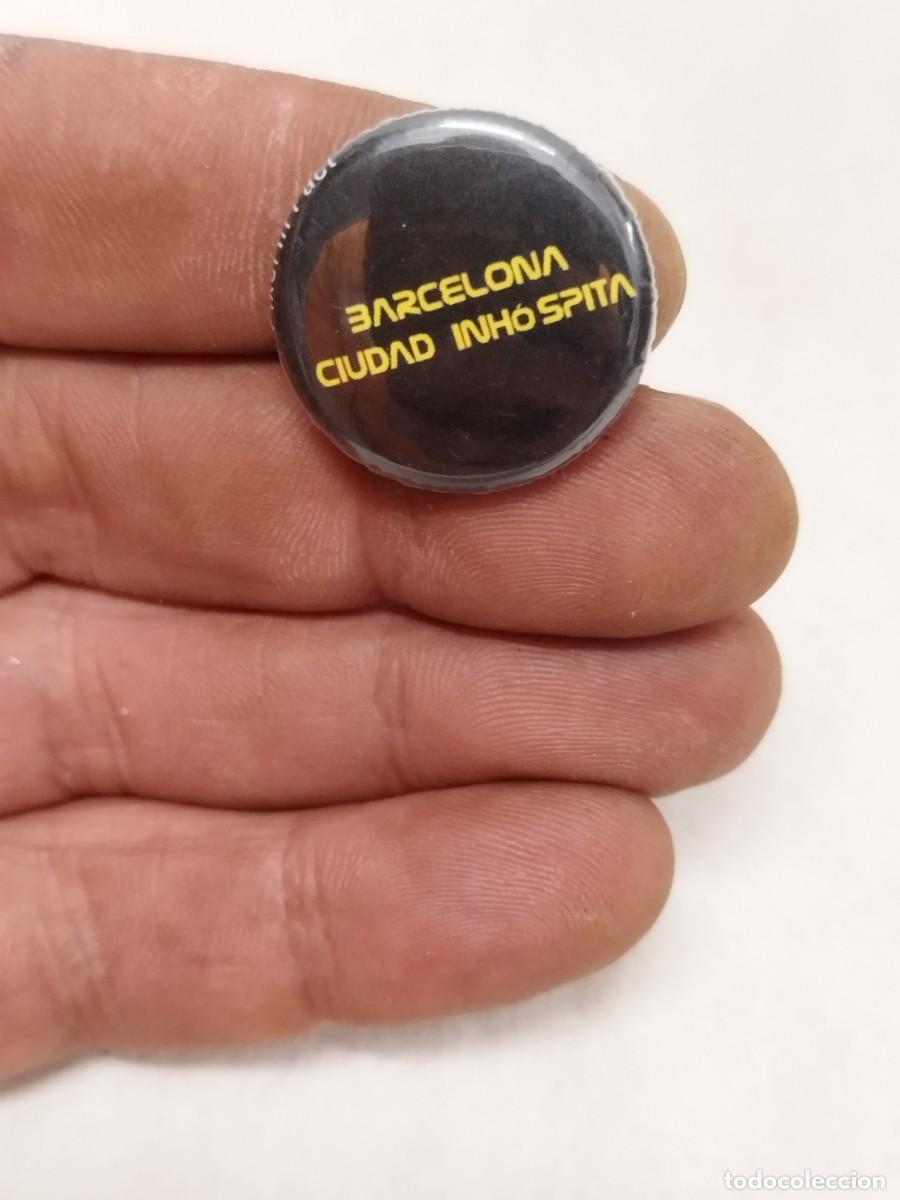 BARCELONA
CIUDAD INHóSPITA
todocoleccion